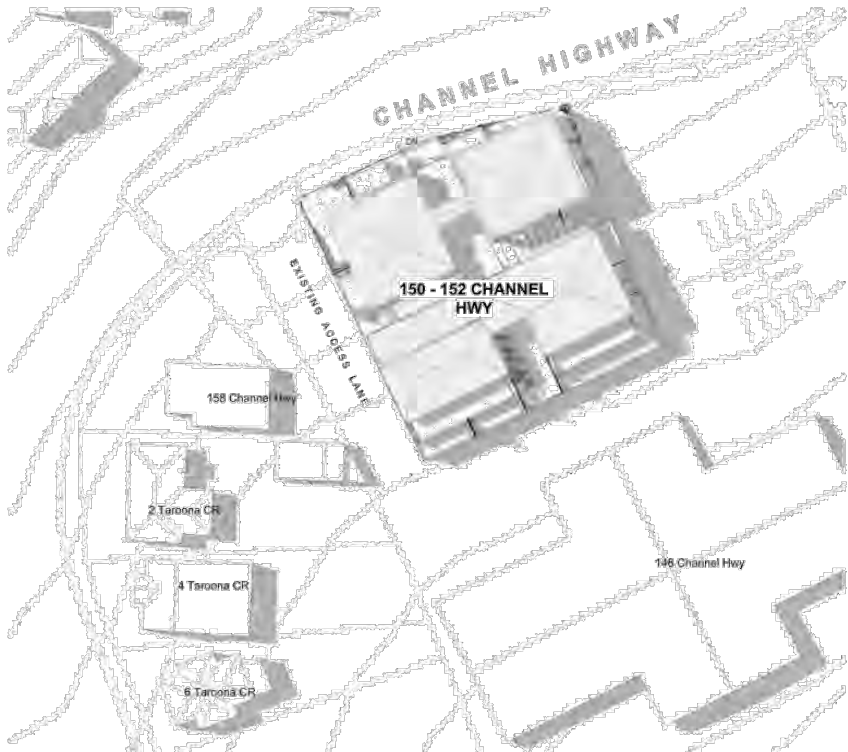 CHANNEL HIGHWAY
DN
EXISTING ACCESS LANE
150 - 152 CHANNEL
HWY
158 Channel Hwy
2 Taroona CR
146 Channel Hwy
4 Taroona CR
6 Taroona CR